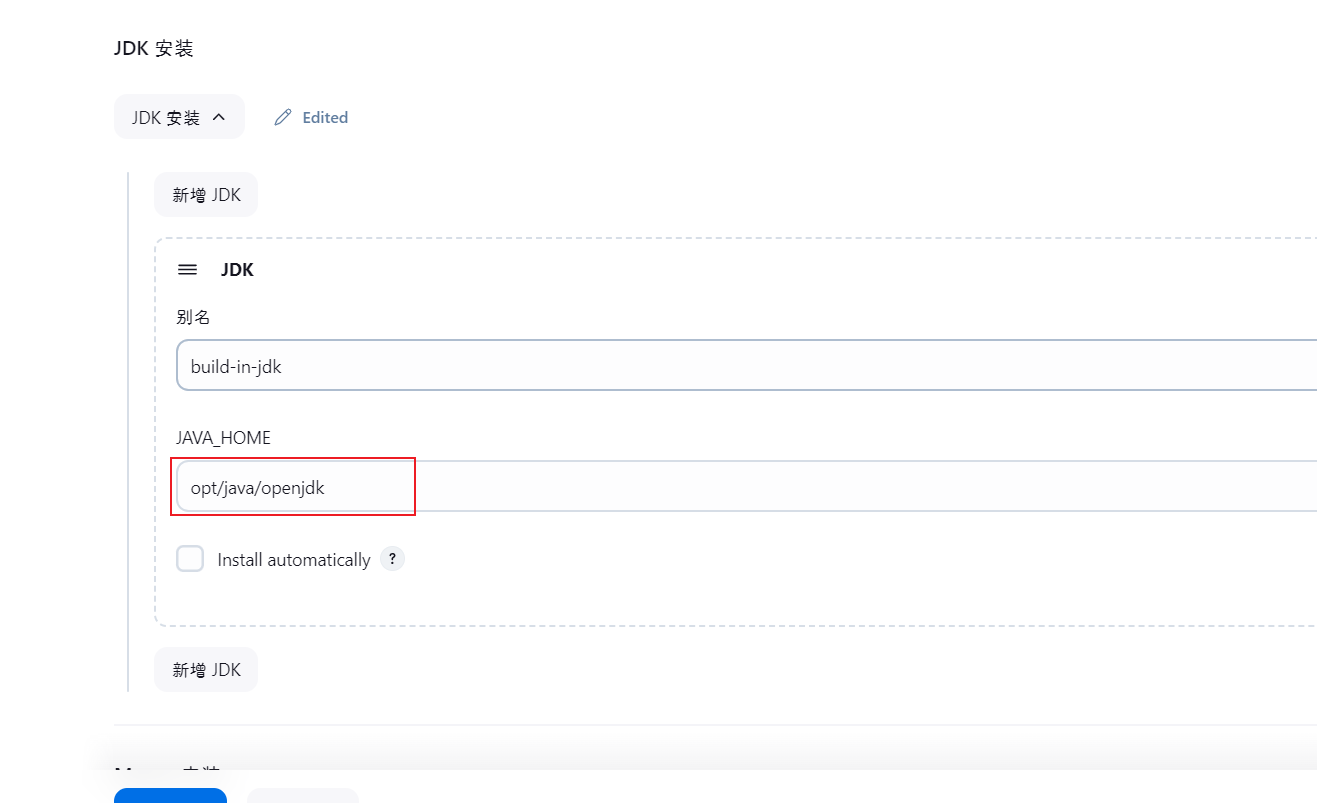 JDK 安装
JDK 安装
Edited
新增 JDK
JDK
别名
build-in-jdk
JAVA_HOME
opt/java/openjdk
Install automatically ?
新增 JDK